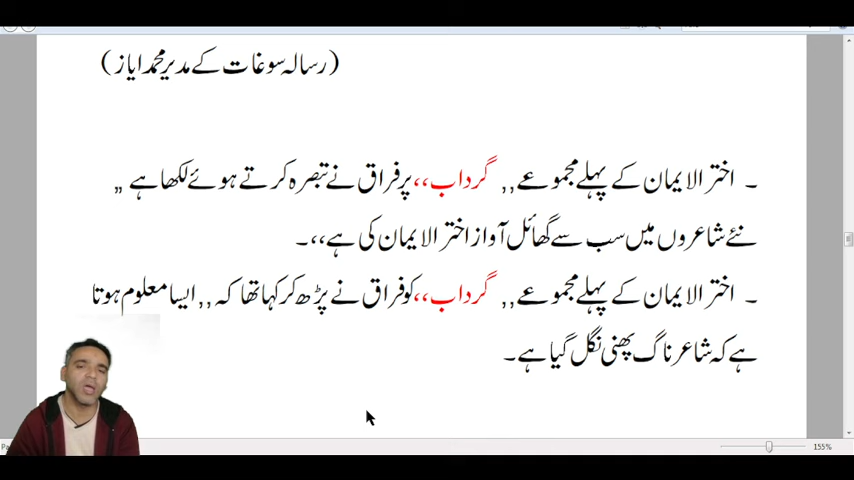 (رسالہ سوغات کے مدیر محمد ایاز)
۔ اختر الایمان کے پہلے مجموعے ,, گرداب،، پر فراق نے تبصرہ کرتے ہوئے لکھا ہے ,,
نئے شاعروں میں سب سے گھائل آواز اختر الایمان کی ہے،،۔
۔ اختر الایمان کے پہلے مجموعے ,, گرداب،، کو فراق نے پڑھ کر کہا تھا کہ ,, ایسا معلوم ہوتا
ہے کہ شاعر ناگ پھنی نگل گیا ہے۔
155%